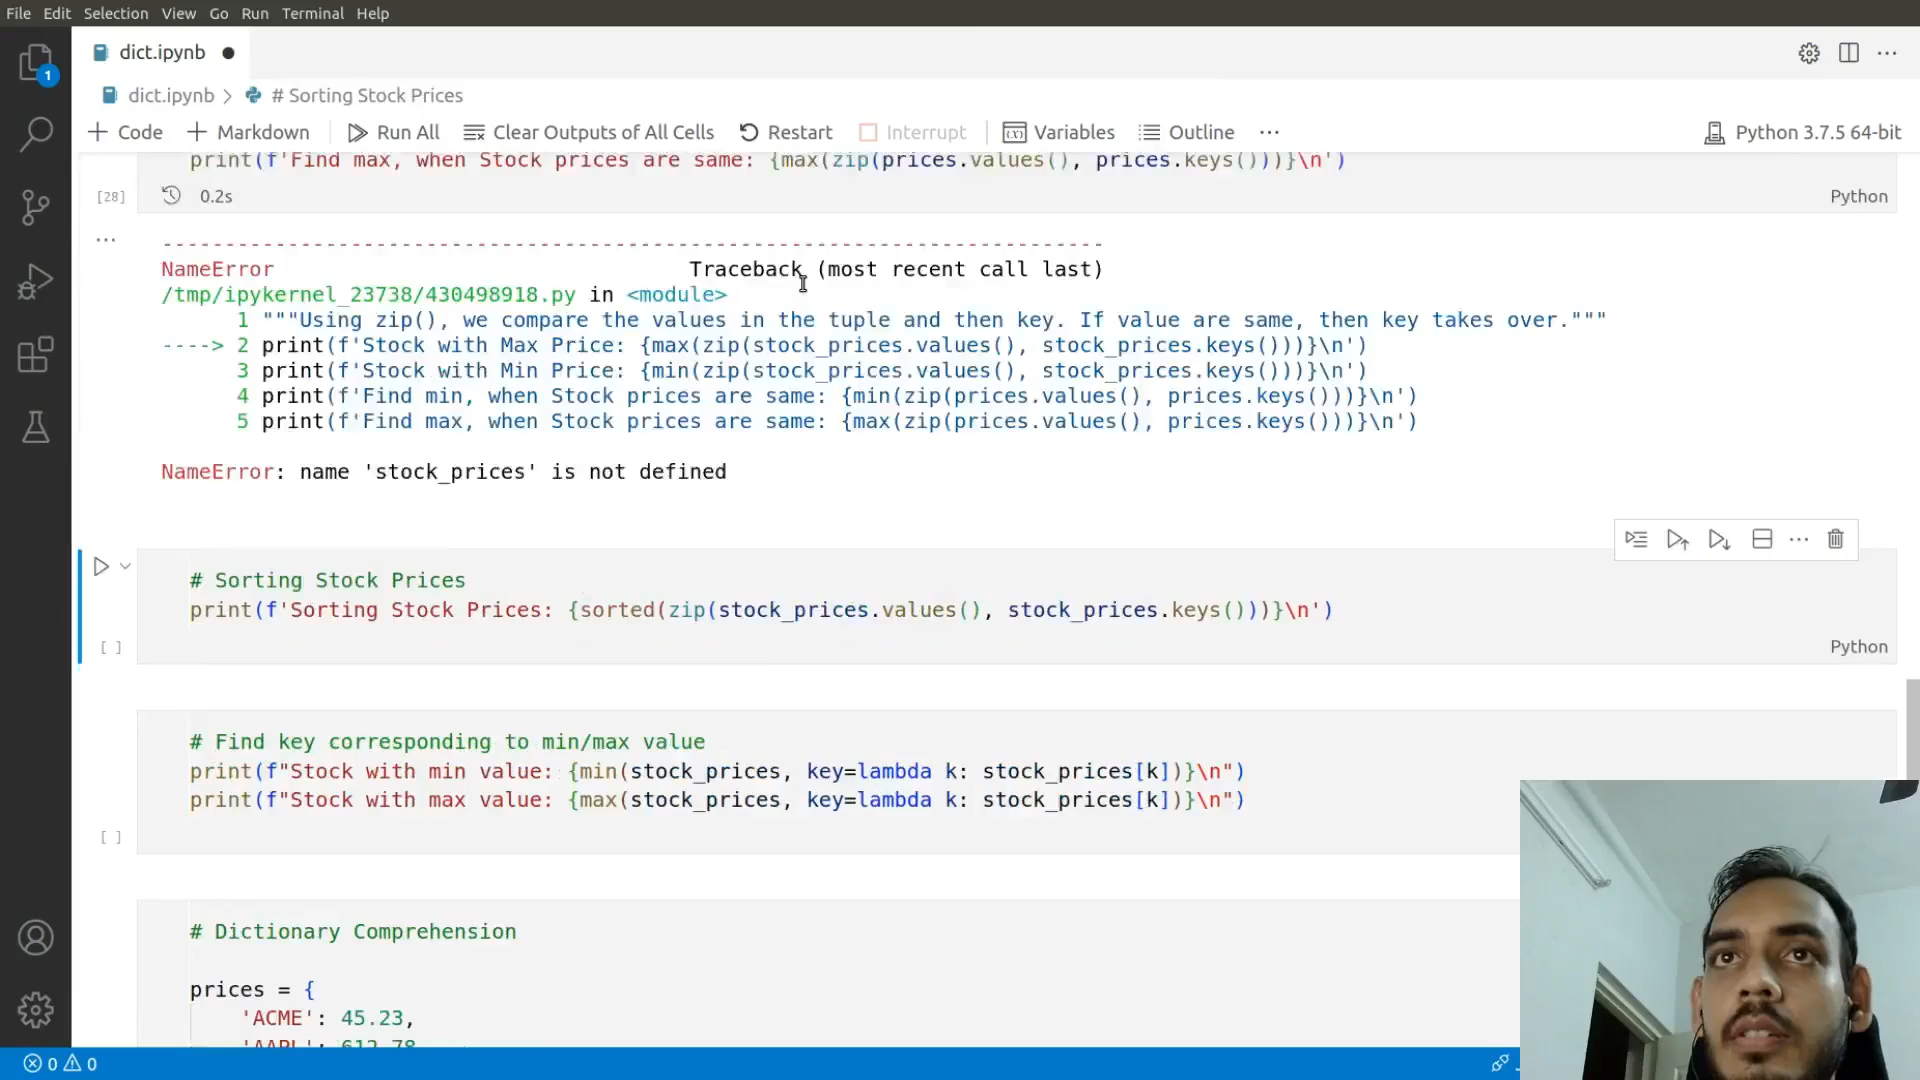 File Edit Selection View Go Run Terminal Help
dict.ipynb
1
dict.ipynb > # Sorting Stock Prices
+ Code + Markdown Run All Clear Outputs of All Cells Restart Interrupt Variables Outline ... Python 3.7.5 64-bit
print(f'Find max, when Stock prices are same: {max(zip(prices.values(), prices.keys()))}\n')
[28] 0.2s Python
---------------------------------------------------------------------------
NameError Traceback (most recent call last)
/tmp/ipykernel_23738/430498918.py in <module>
1 """Using zip(), we compare the values in the tuple and then key. If value are same, then key takes over."""
----> 2 print(f'Stock with Max Price: {max(zip(stock_prices.values(), stock_prices.keys()))}\n')
3 print(f'Stock with Min Price: {min(zip(stock_prices.values(), stock_prices.keys()))}\n')
4 print(f'Find min, when Stock prices are same: {min(zip(prices.values(), prices.keys()))}\n')
5 print(f'Find max, when Stock prices are same: {max(zip(prices.values(), prices.keys()))}\n')
NameError: name 'stock_prices' is not defined
# Sorting Stock Prices
print(f'Sorting Stock Prices: {sorted(zip(stock_prices.values(), stock_prices.keys()))}\n')
[ ] Python
# Find key corresponding to min/max value
print(f"Stock with min value: {min(stock_prices, key=lambda k: stock_prices[k])}\n")
print(f"Stock with max value: {max(stock_prices, key=lambda k: stock_prices[k])}\n")
[ ]
# Dictionary Comprehension
prices = {
'ACME': 45.23,
'AAPL': 612.78
0 0